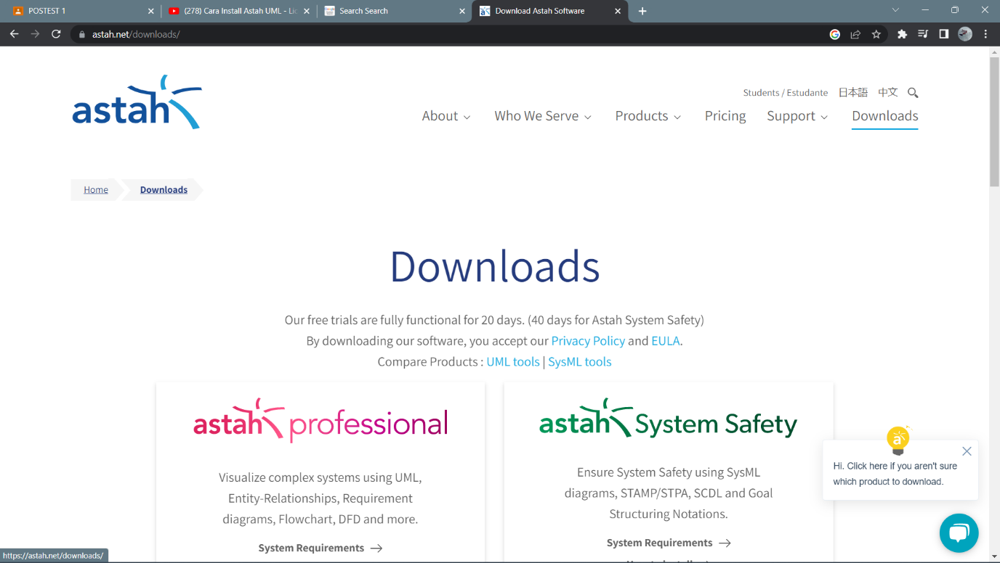 POSTEST 1
(278) Cara Install Astah UML - Lic
Search Search
Download Astah Software
astah.net/downloads/
astah
Students / Estudante 日本語 中文
About Who We Serve Products Pricing Support Downloads
Home Downloads
Downloads
Our free trials are fully functional for 20 days. (40 days for Astah System Safety)
By downloading our software, you accept our Privacy Policy and EULA.
Compare Products : UML tools | SysML tools
astah professional
Visualize complex systems using UML,
Entity-Relationships, Requirement
diagrams, Flowchart, DFD and more.
System Requirements
astah System Safety
Ensure System Safety using SysML
diagrams, STAMP/STPA, SCDL and Goal
Structuring Notations.
System Requirements
Hi. Click here if you aren't sure
which product to download.
https://astah.net/downloads/